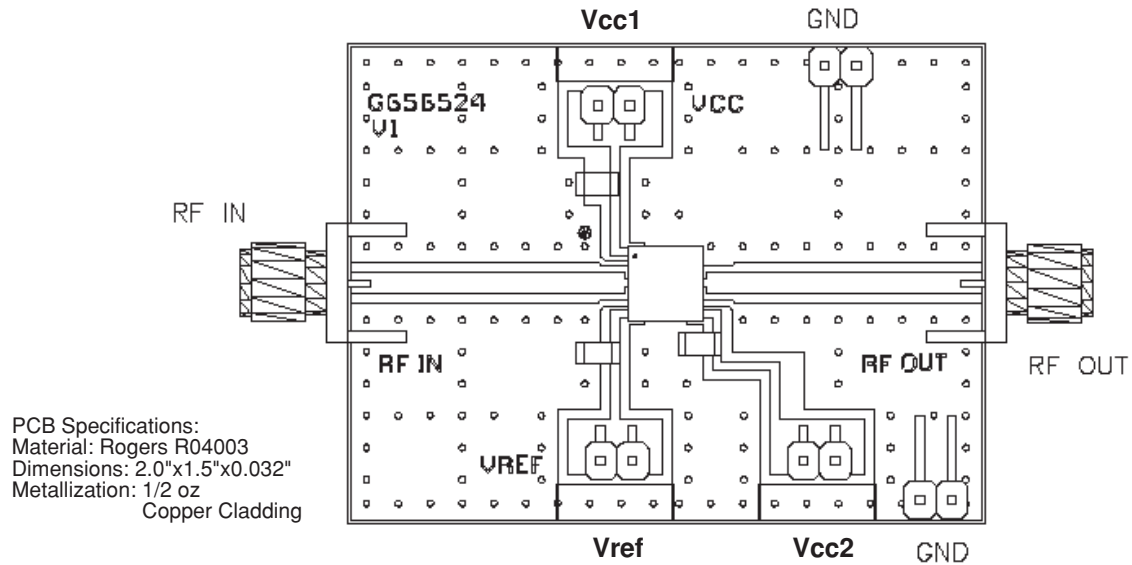 Vcc1
GND
G656524
V1
VCC
RF IN
RF IN
RF OUT
RF OUT
PCB Specifications:
Material: Rogers R04003
Dimensions: 2.0"x1.5"x0.032"
Metallization: 1/2 oz
Copper Cladding
VREF
Vref
Vcc2
GND